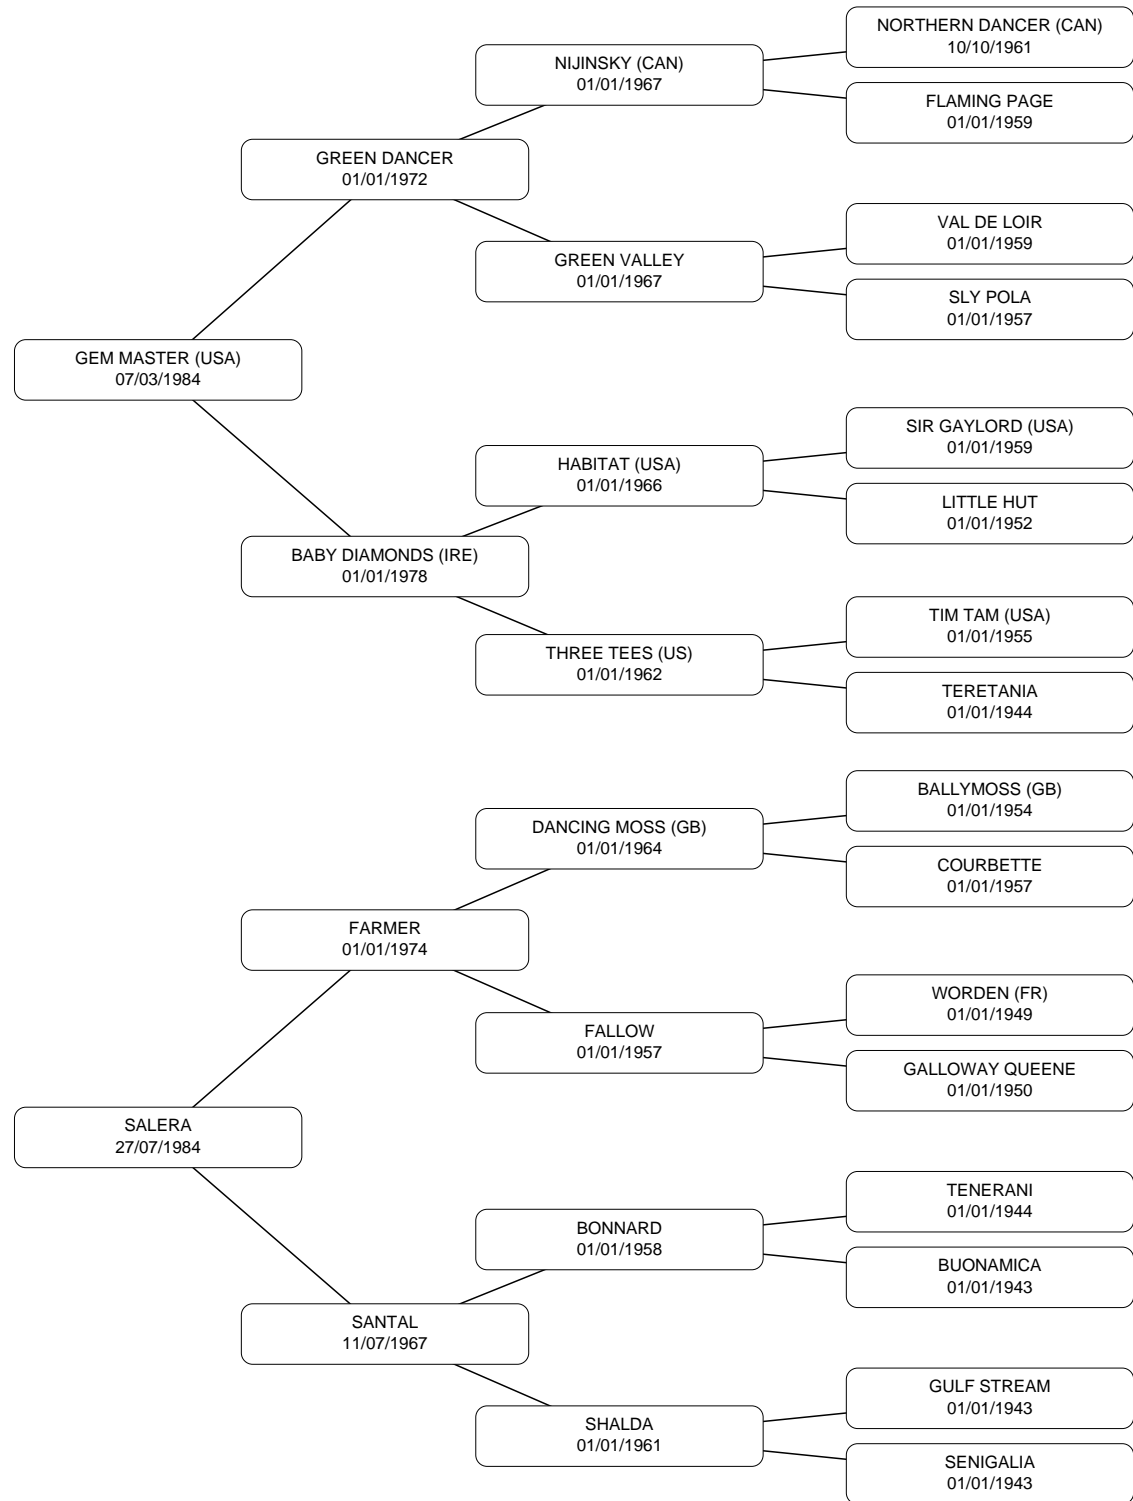 NORTHERN DANCER (CAN)
10/10/1961
NIJINSKY (CAN)
01/01/1967
FLAMING PAGE
01/01/1959
GREEN DANCER
01/01/1972
VAL DE LOIR
01/01/1959
GREEN VALLEY
01/01/1967
SLY POLA
01/01/1957
GEM MASTER (USA)
07/03/1984
SIR GAYLORD (USA)
01/01/1959
HABITAT (USA)
01/01/1966
LITTLE HUT
01/01/1952
BABY DIAMONDS (IRE)
01/01/1978
TIM TAM (USA)
01/01/1955
THREE TEES (US)
01/01/1962
TERETANIA
01/01/1944
BALLYMOSS (GB)
01/01/1954
DANCING MOSS (GB)
01/01/1964
COURBETTE
01/01/1957
FARMER
01/01/1974
WORDEN (FR)
01/01/1949
FALLOW
01/01/1957
GALLOWAY QUEENE
01/01/1950
SALERA
27/07/1984
TENERANI
01/01/1944
BONNARD
01/01/1958
BUONAMICA
01/01/1943
SANTAL
11/07/1967
GULF STREAM
01/01/1943
SHALDA
01/01/1961
SENIGALIA
01/01/1943